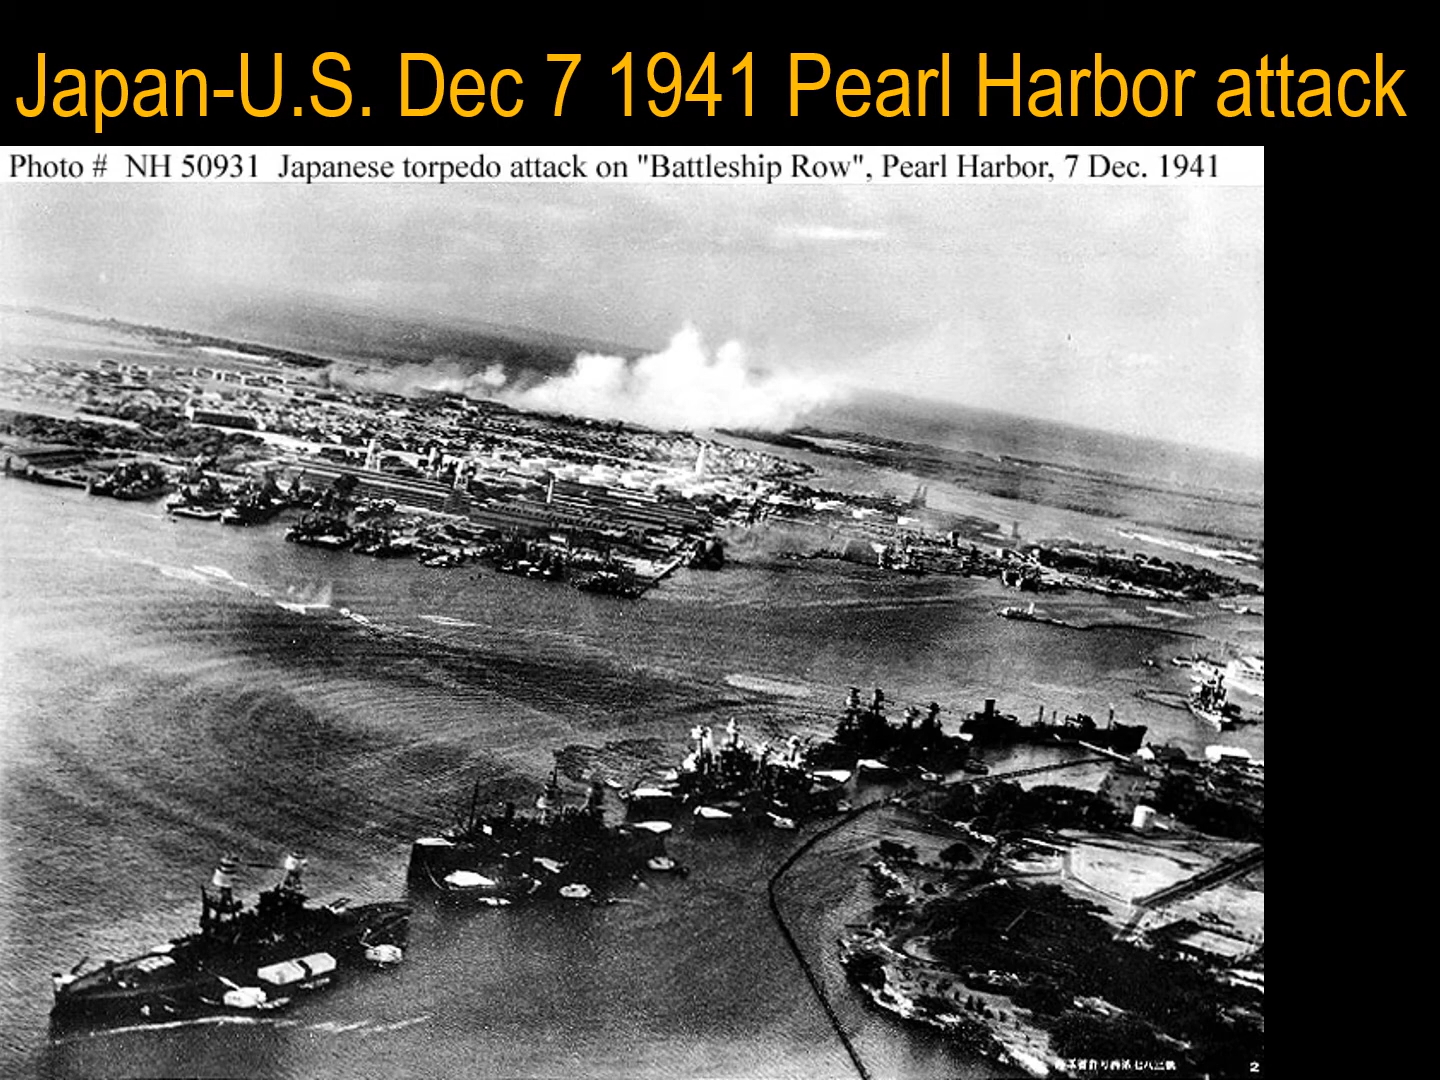 Japan-U.S. Dec 7 1941 Pearl Harbor attack
Photo # NH 50931 Japanese torpedo attack on "Battleship Row", Pearl Harbor, 7 Dec. 1941
2